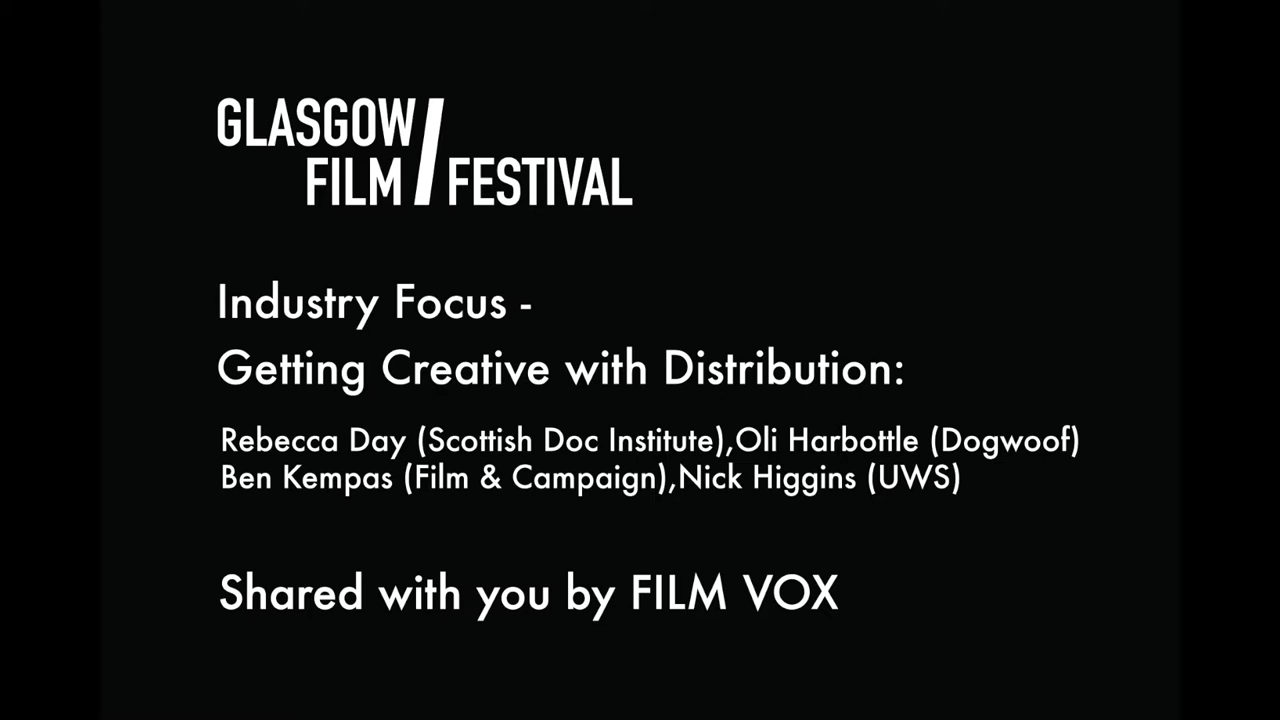 GLASGOW
FILM/FESTIVAL
Industry Focus -
Getting Creative with Distribution:
Rebecca Day (Scottish Doc Institute),Oli Harbottle (Dogwoof)
Ben Kempas (Film & Campaign),Nick Higgins (UWS)
Shared with you by FILM VOX